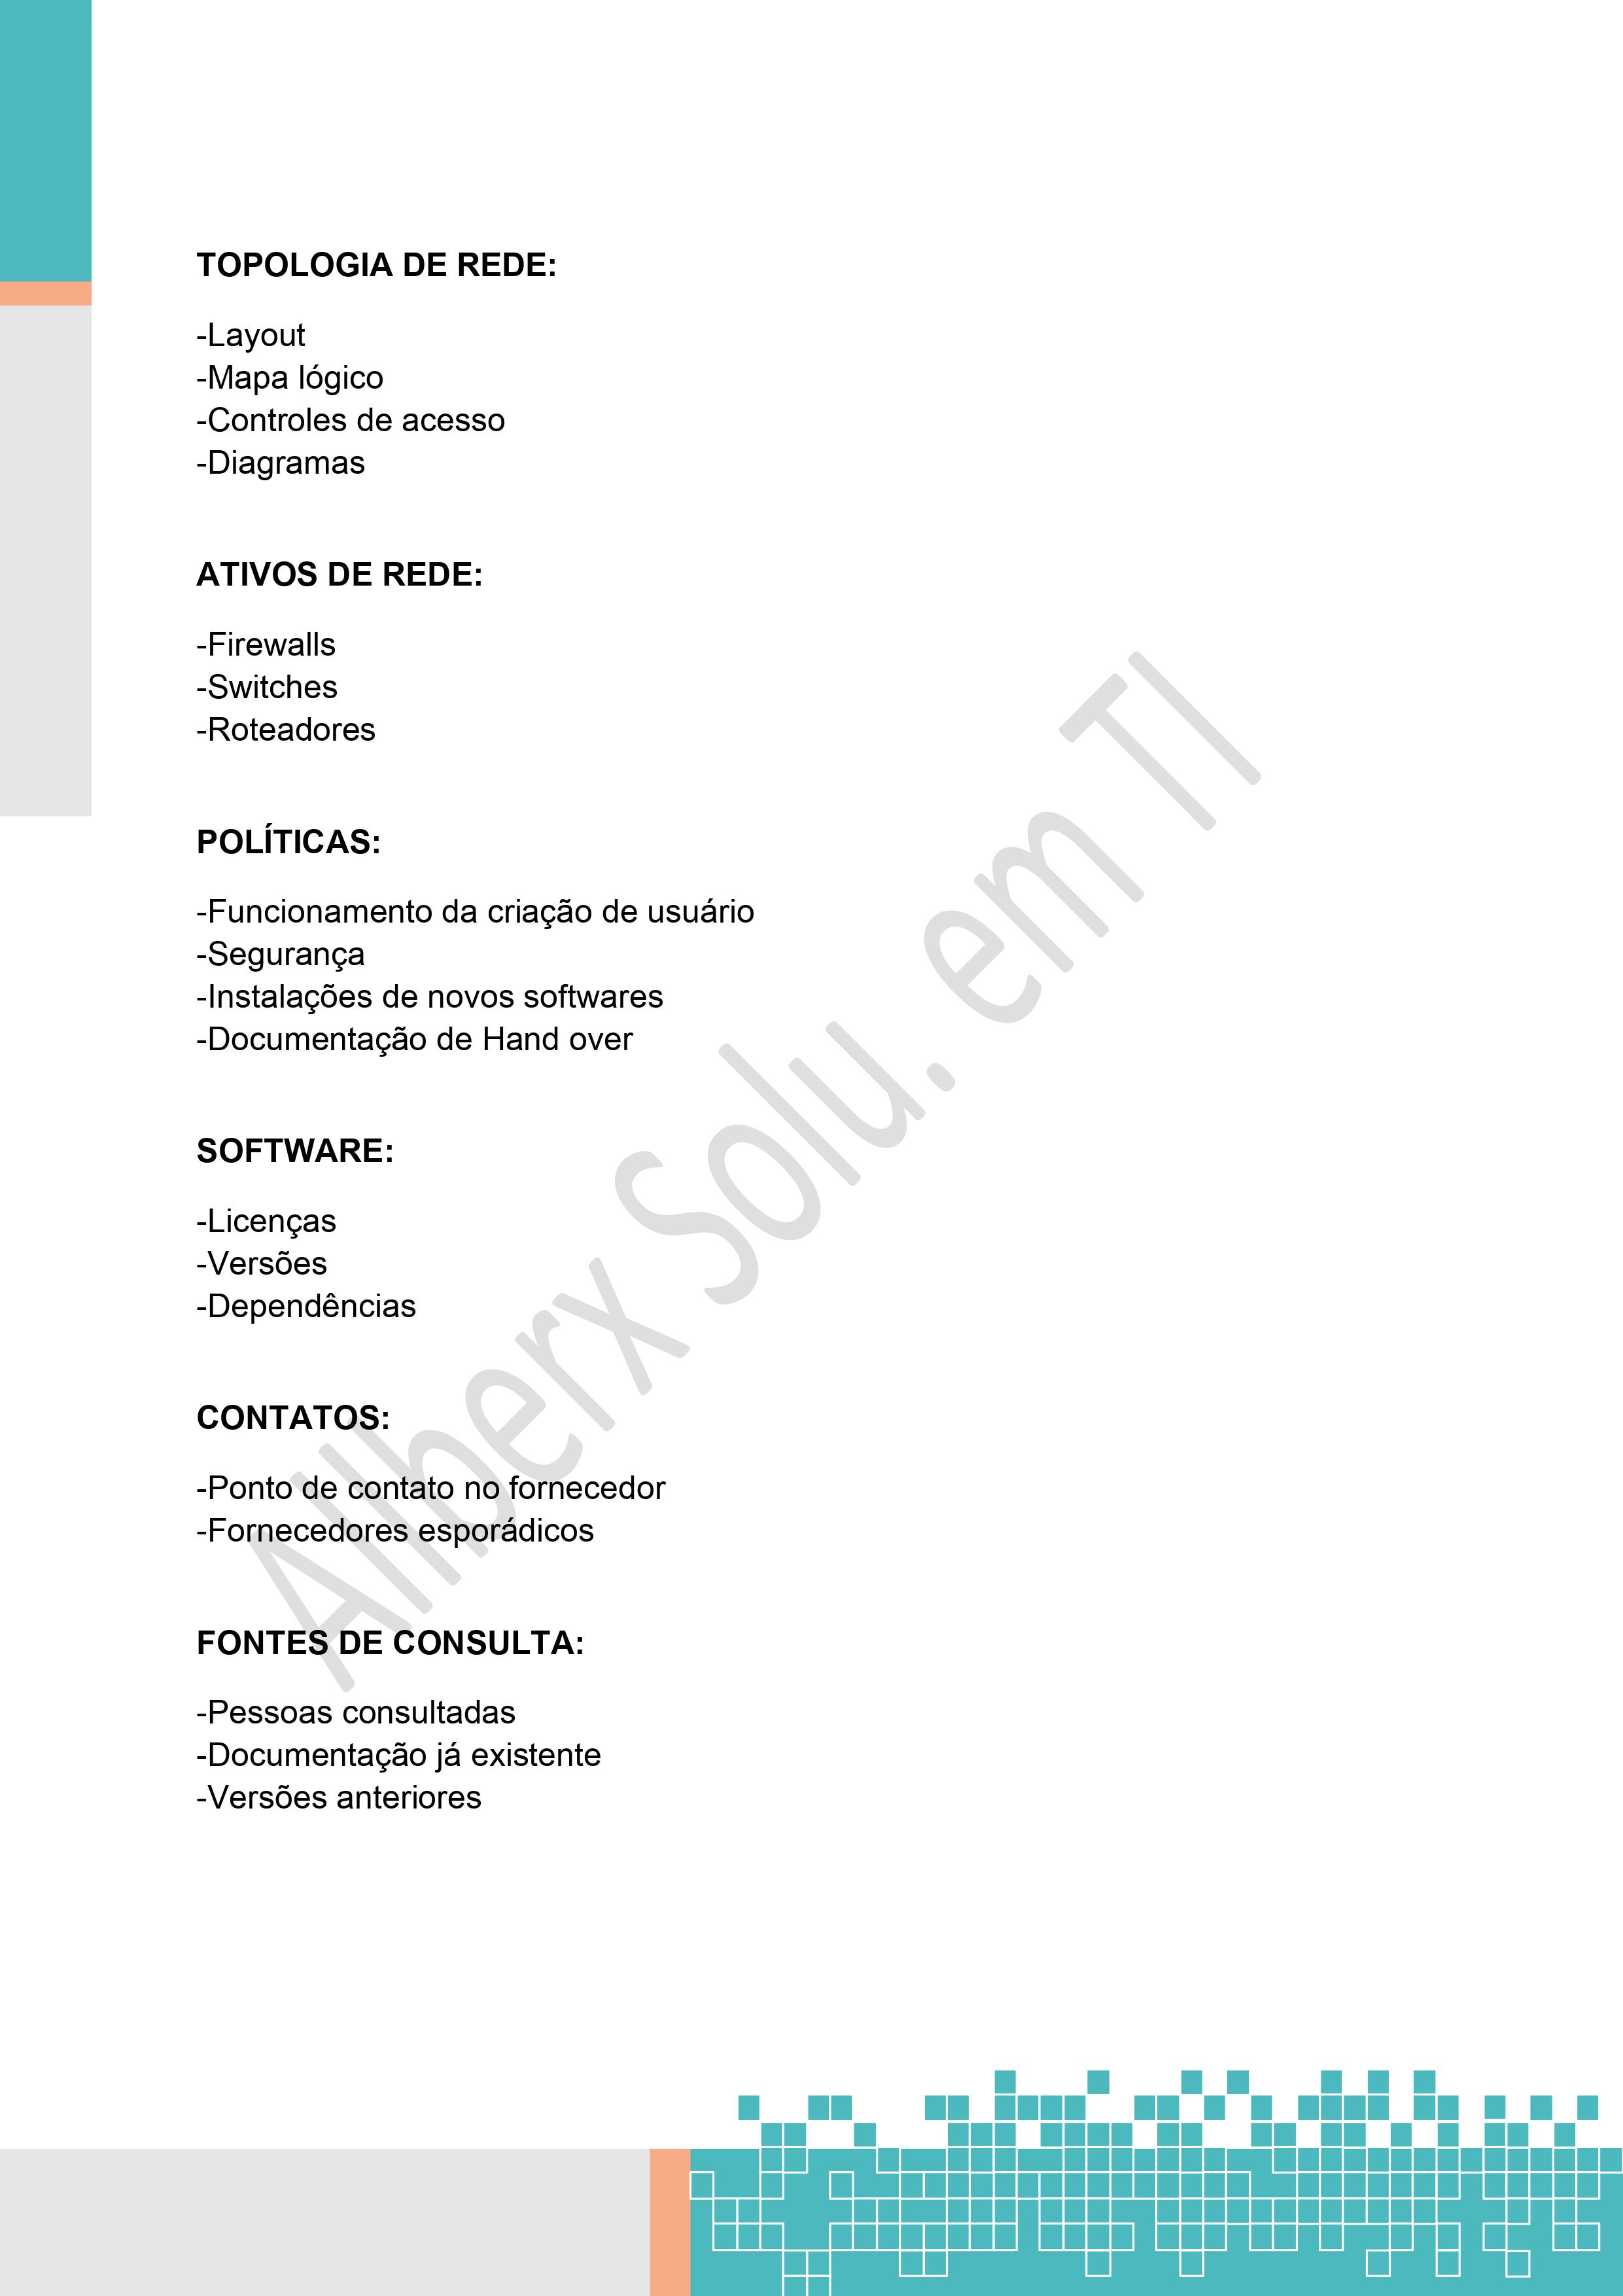 TOPOLOGIA DE REDE:
-Layout
-Mapa lógico
-Controles de acesso
-Diagramas
ATIVOS DE REDE:
-Firewalls
-Switches
-Roteadores
POLÍTICAS:
-Funcionamento da criação de usuário
-Segurança
-Instalações de novos softwares
-Documentação de Hand over
SOFTWARE:
-Licenças
-Versões
-Dependências
CONTATOS:
-Ponto de contato no fornecedor
-Fornecedores esporádicos
FONTES DE CONSULTA:
-Pessoas consultadas
-Documentação já existente
-Versões anteriores
Alberx Solu. em TI